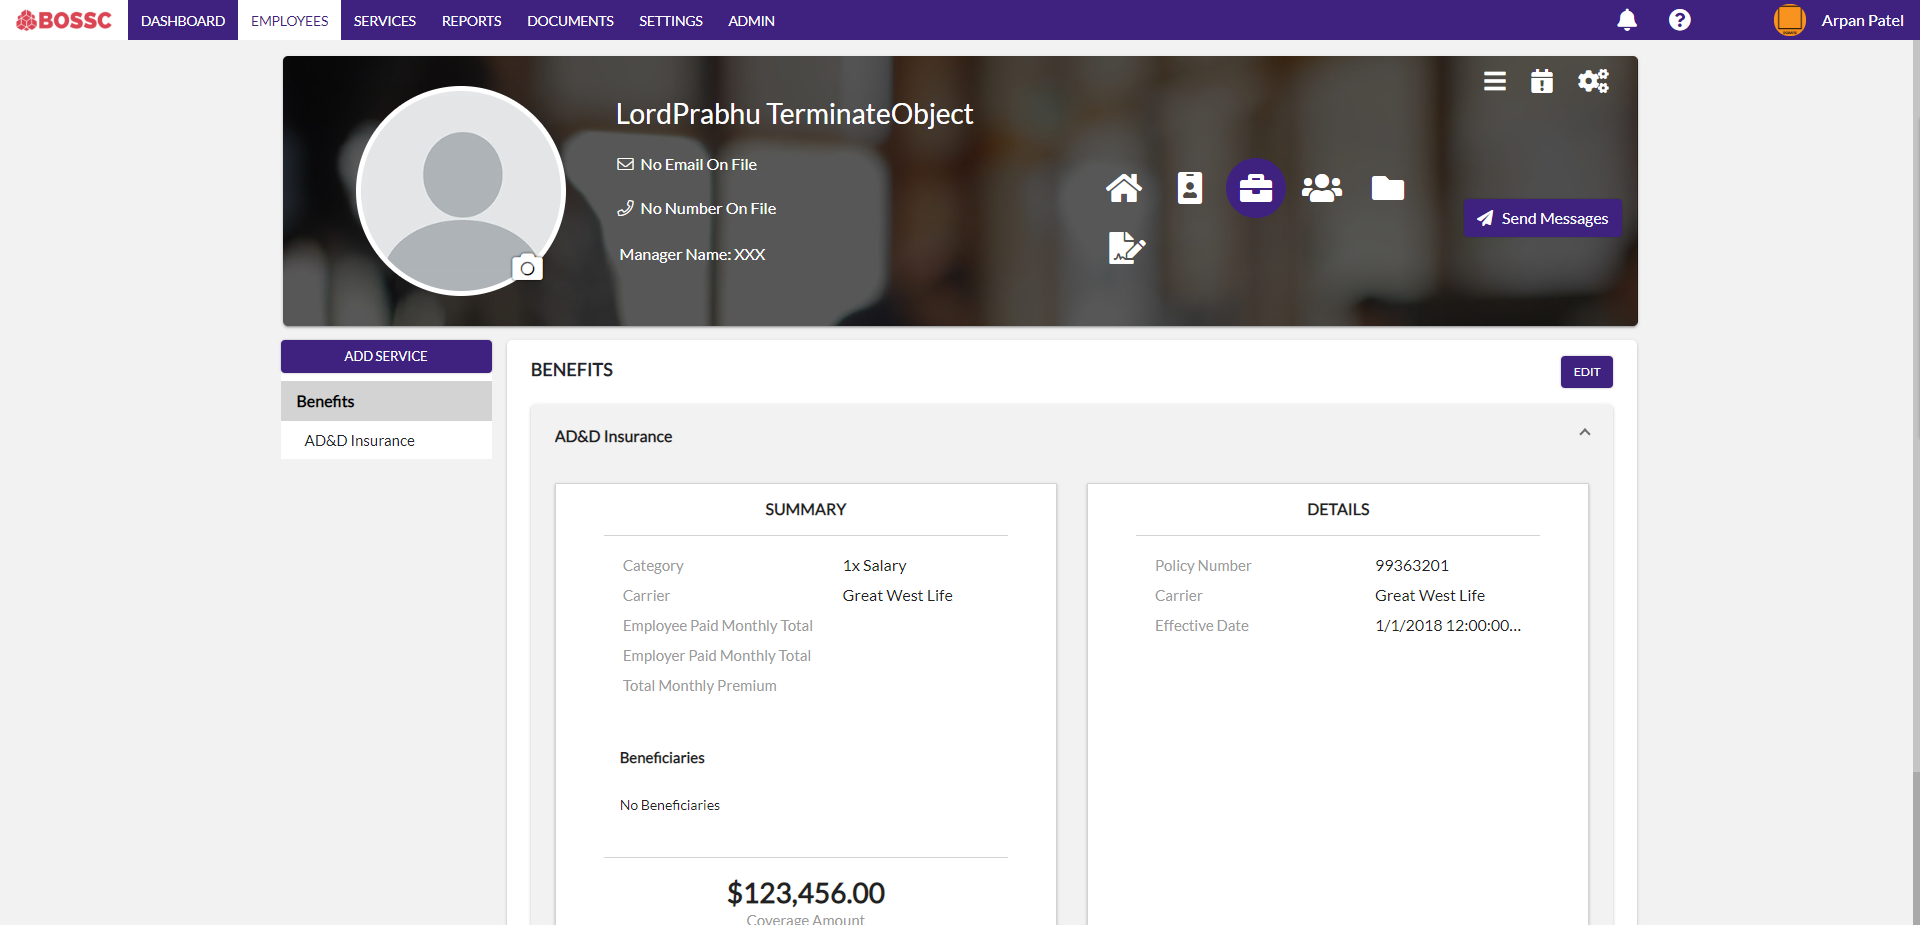 BOSSC DASHBOARD EMPLOYEES SERVICES REPORTS DOCUMENTS SETTINGS ADMIN Arpan Patel
LordPrabhu TerminateObject
No Email On File
No Number On File
Manager Name: XXX
Send Messages
ADD SERVICE
Benefits
AD&D Insurance
BENEFITS
EDIT
AD&D Insurance
SUMMARY
Category 1x Salary
Carrier Great West Life
Employee Paid Monthly Total
Employer Paid Monthly Total
Total Monthly Premium
Beneficiaries
No Beneficiaries
$123,456.00
Coverage Amount
DETAILS
Policy Number 99363201
Carrier Great West Life
Effective Date 1/1/2018 12:00:00...